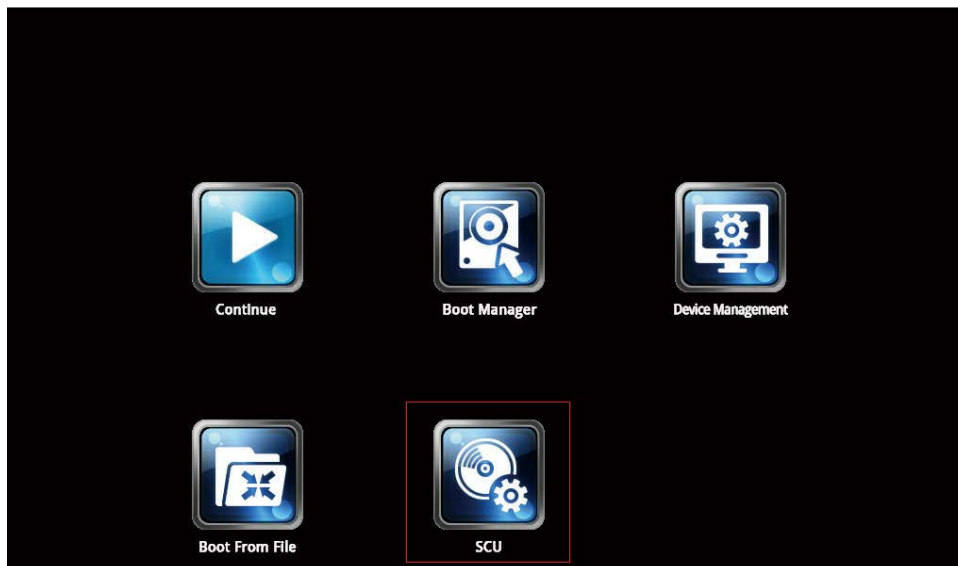 Continue
Boot Manager
Device Management
Boot From File
SCU